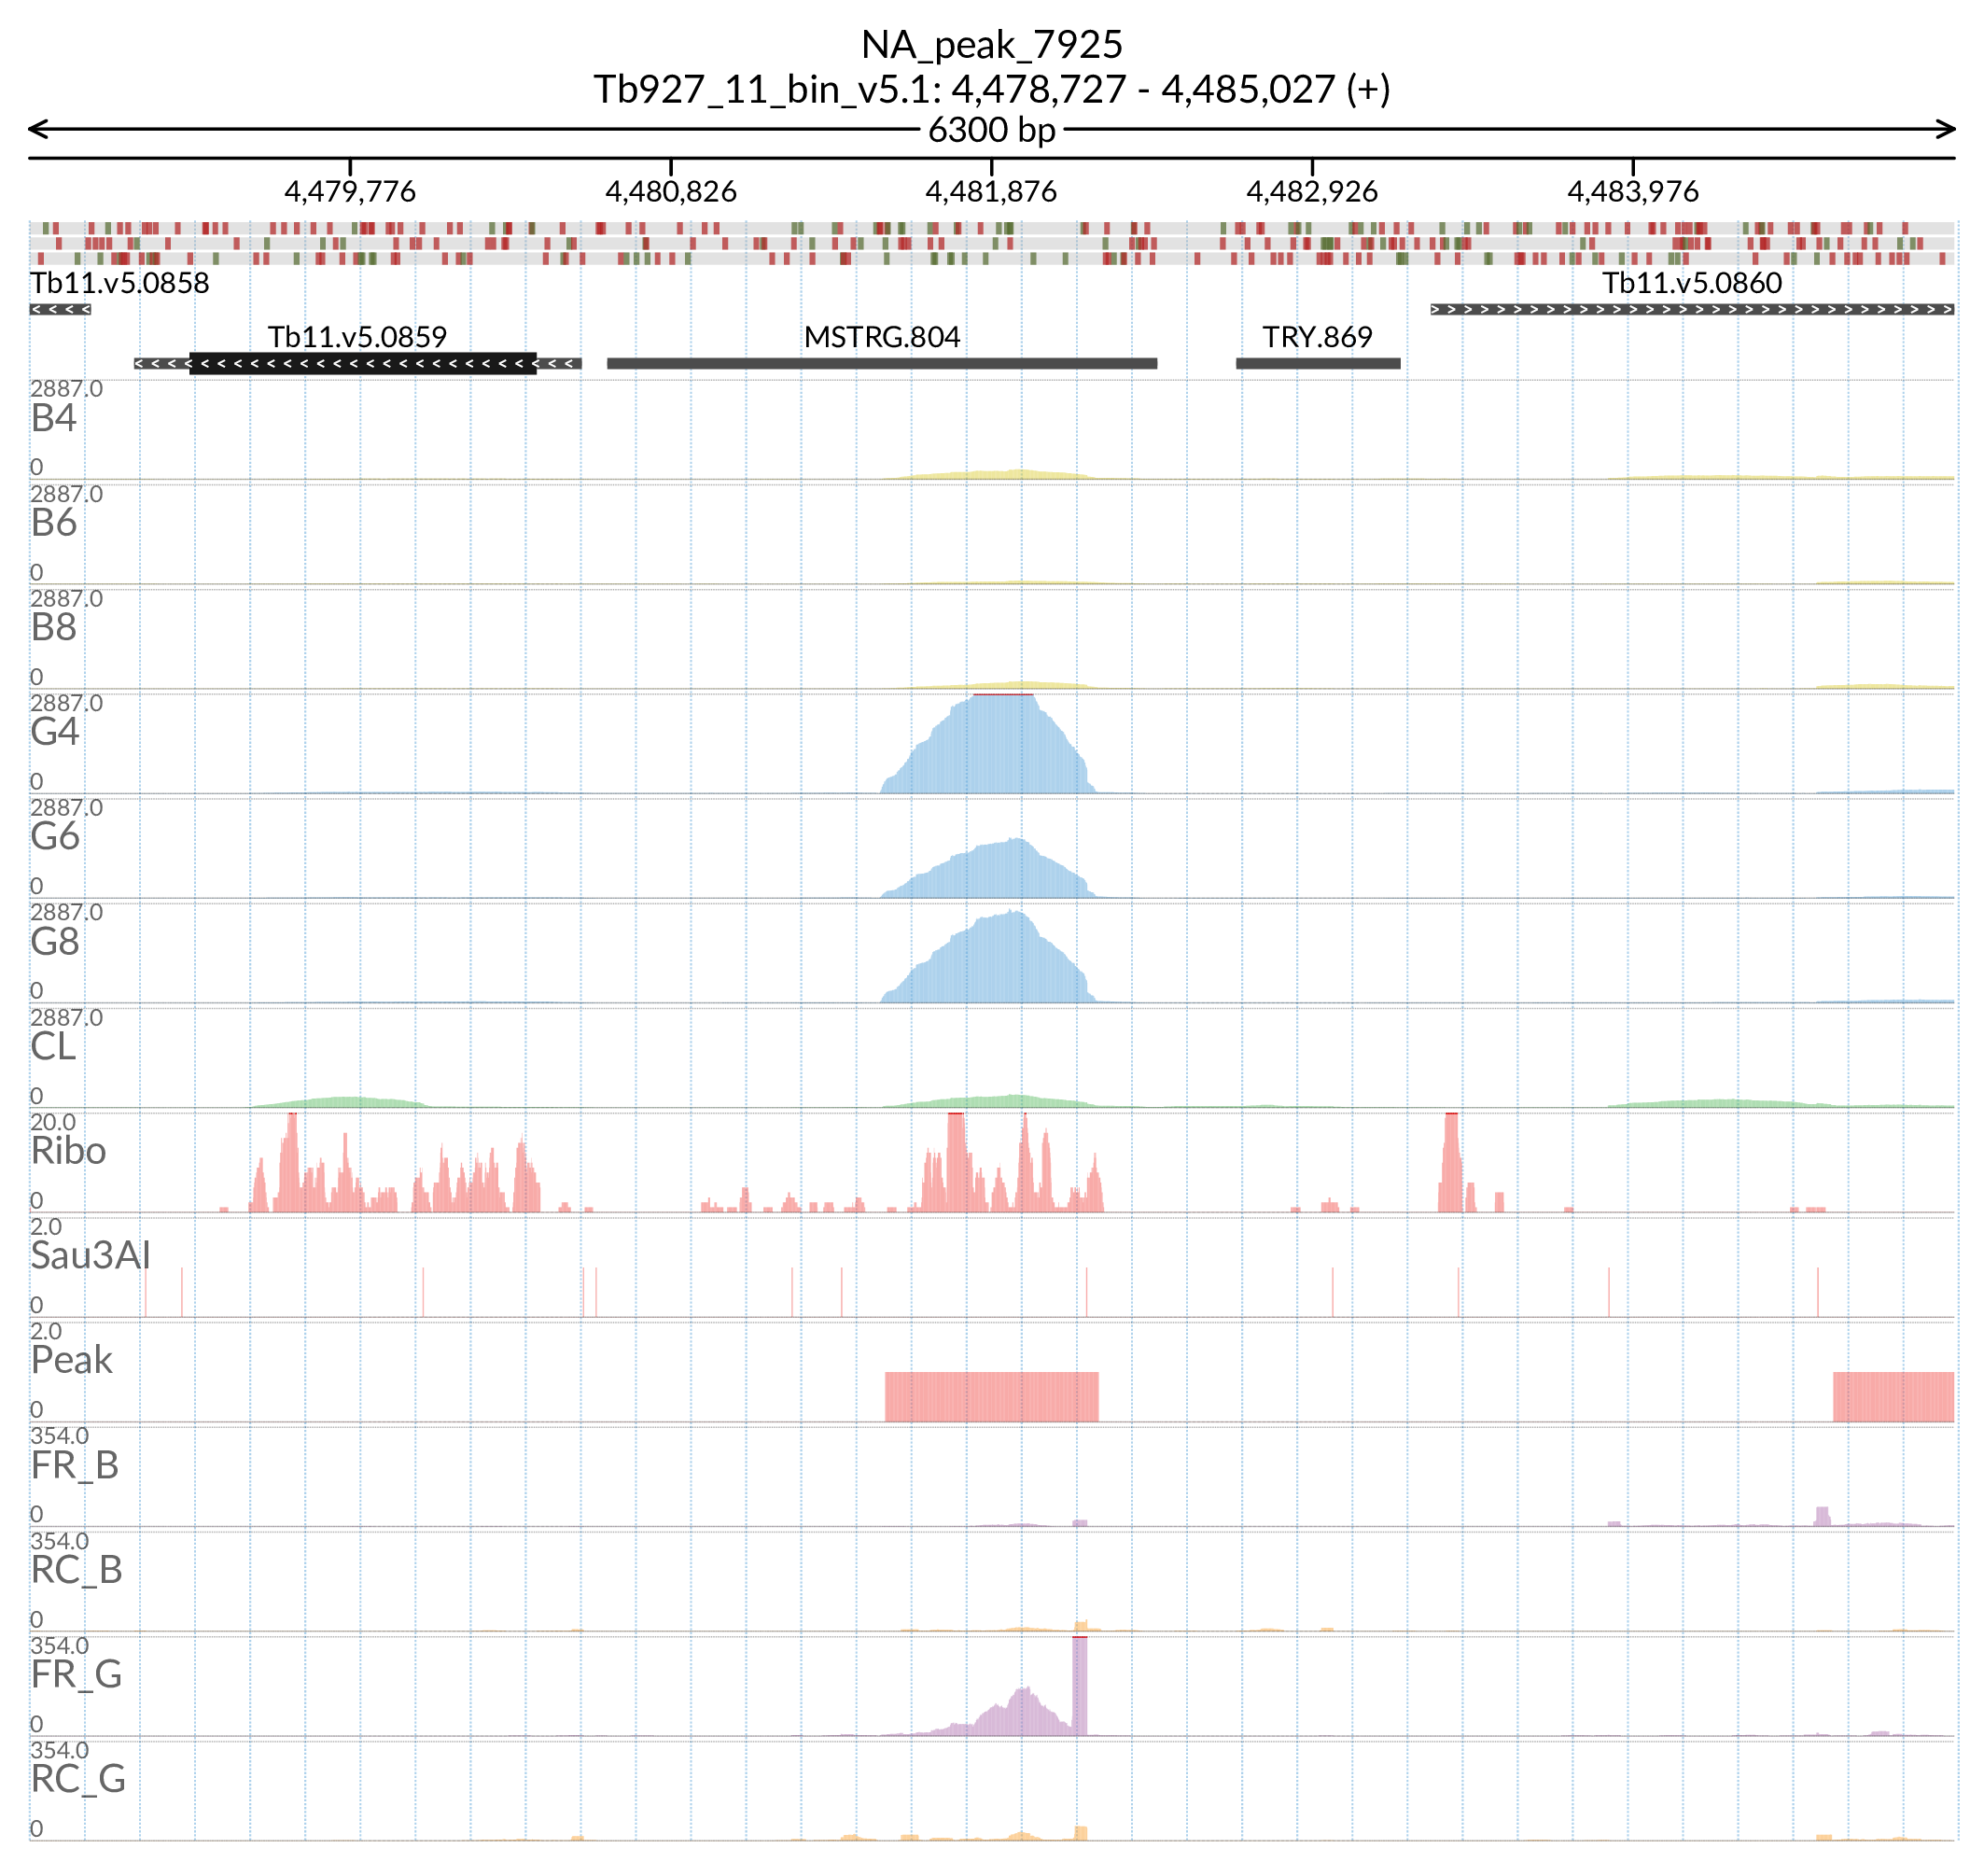 NA_peak_7925
Tb927_11_bin_v5.1: 4,478,727 - 4,485,027 (+)
6300 bp
4,479,776 4,480,826 4,481,876 4,482,926 4,483,976
Tb11.v5.0858 Tb11.v5.0860
Tb11.v5.0859 MSTRG.804 TRY.869
2887.0
B4
0
2887.0
B6
0
2887.0
B8
0
2887.0
G4
0
2887.0
G6
0
2887.0
G8
0
2887.0
CL
0
20.0
Ribo
0
2.0
Sau3AI
0
2.0
Peak
0
354.0
FR_B
0
354.0
RC_B
0
354.0
FR_G
0
354.0
RC_G
0